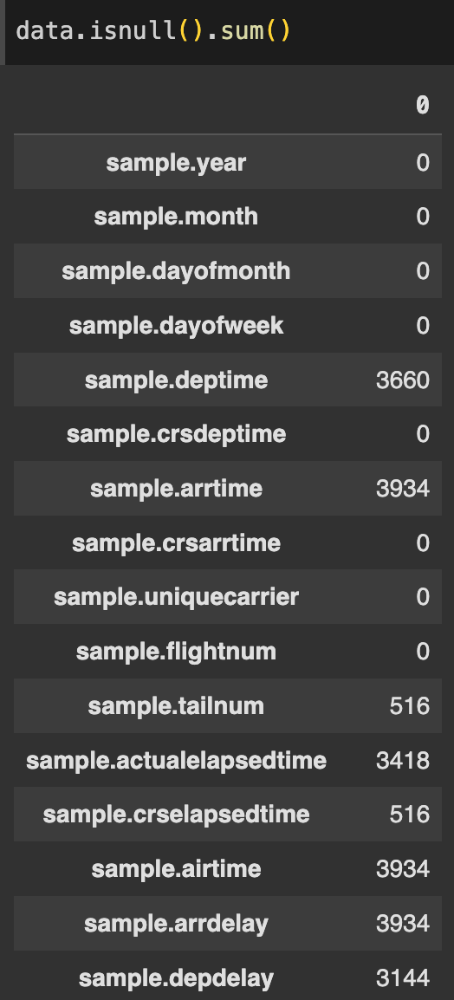 data.isnull().sum()
0
sample.year 0
sample.month 0
sample.dayofmonth 0
sample.dayofweek 0
sample.deptime 3660
sample.crsdeptime 0
sample.arrtime 3934
sample.crsarrtime 0
sample.uniquecarrier 0
sample.flightnum 0
sample.tailnum 516
sample.actualelapsedtime 3418
sample.crselapsedtime 516
sample.airtime 3934
sample.arrdelay 3934
sample.depdelay 3144